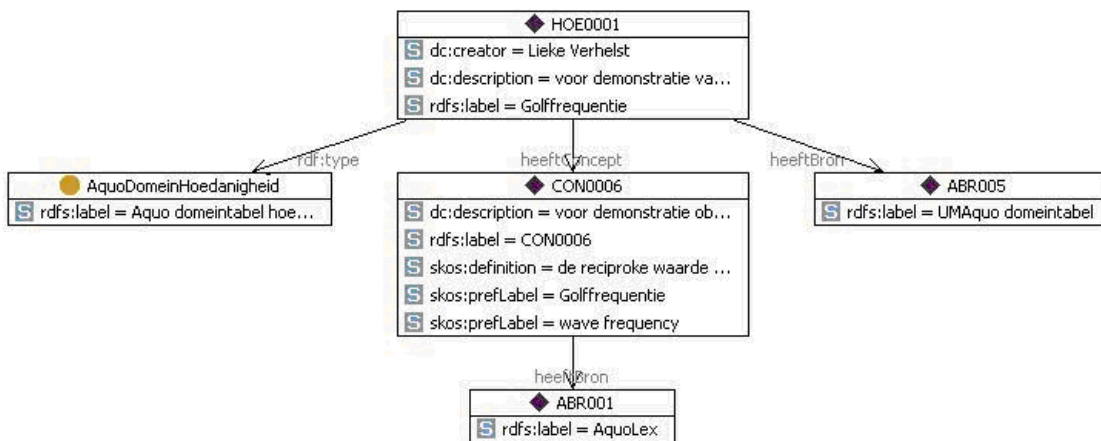 HOE0001
dc:creator = Lieke Verhelst
dc:description = voor demonstratie va...
rdfs:label = Golffrequentie
rdf:type
heeftConcept
heeftBron
AquoDomeinHoedanigheid
rdfs:label = Aquo domeintabel hoe...
CON0006
dc:description = voor demonstratie ob...
rdfs:label = CON0006
skos:definition = de reciproke waarde ...
skos:prefLabel = Golffrequentie
skos:prefLabel = wave frequency
ABR005
rdfs:label = UMAquo domeintabel
heeftBron
ABR001
rdfs:label = AquoLex